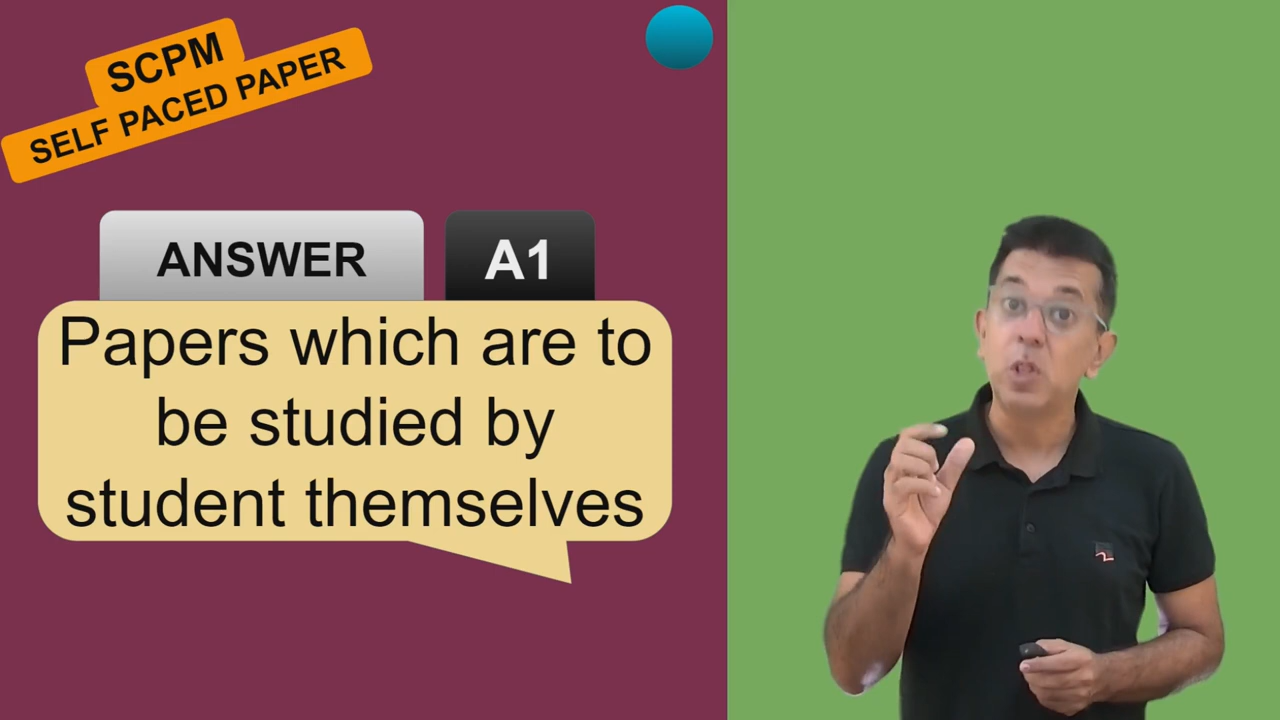 SCPM
SELF PACED PAPER
ANSWER A1
Papers which are to
be studied by
student themselves